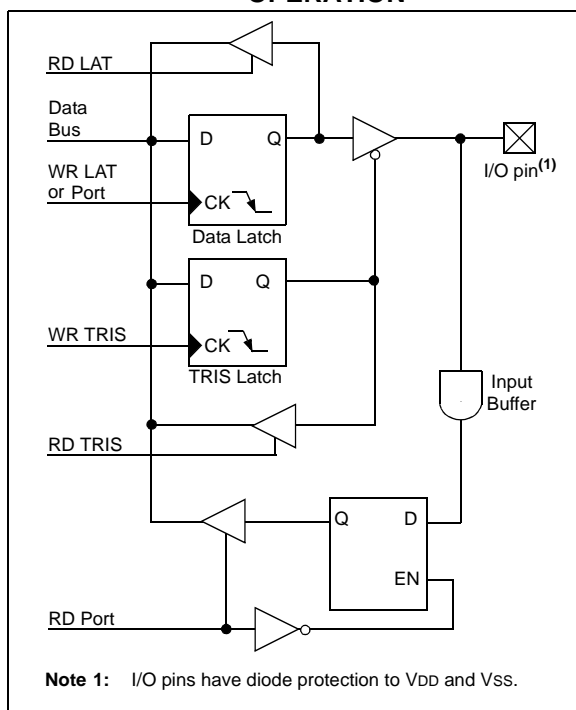 OPERATION
RD LAT
Data
Bus
D Q
WR LAT
or Port
CK
Data Latch
I/O pin(1)
D Q
WR TRIS
CK
TRIS Latch
Input
Buffer
RD TRIS
Q D
EN
RD Port
Note 1: I/O pins have diode protection to VDD and VSS.